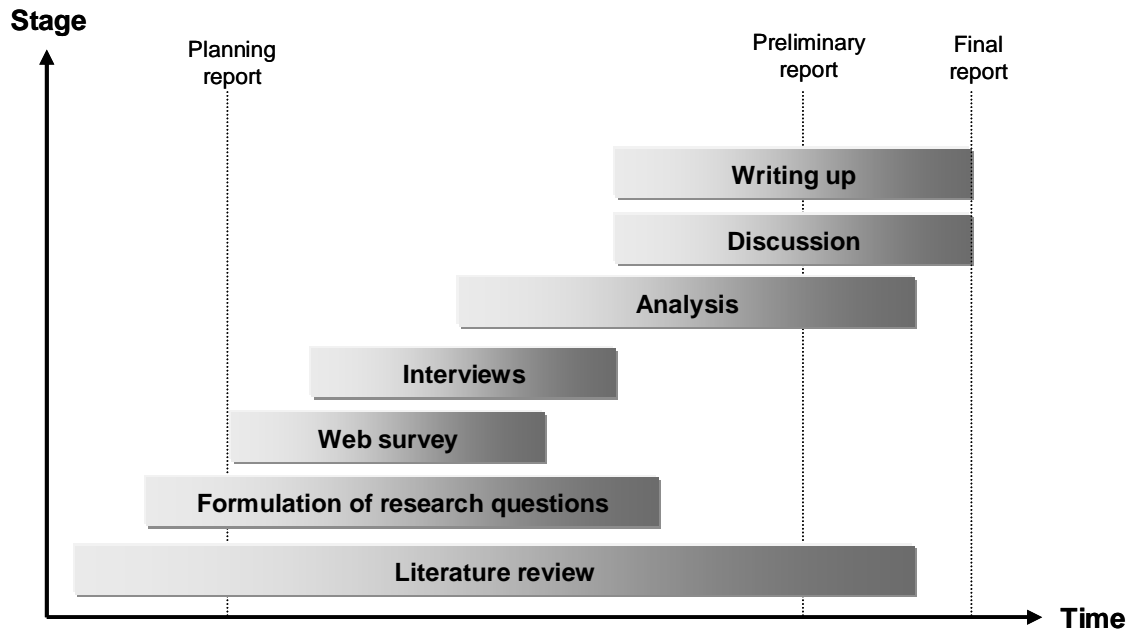 Stage
Planning
report
Preliminary
report
Final
report
Writing up
Discussion
Analysis
Interviews
Web survey
Formulation of research questions
Literature review
Time